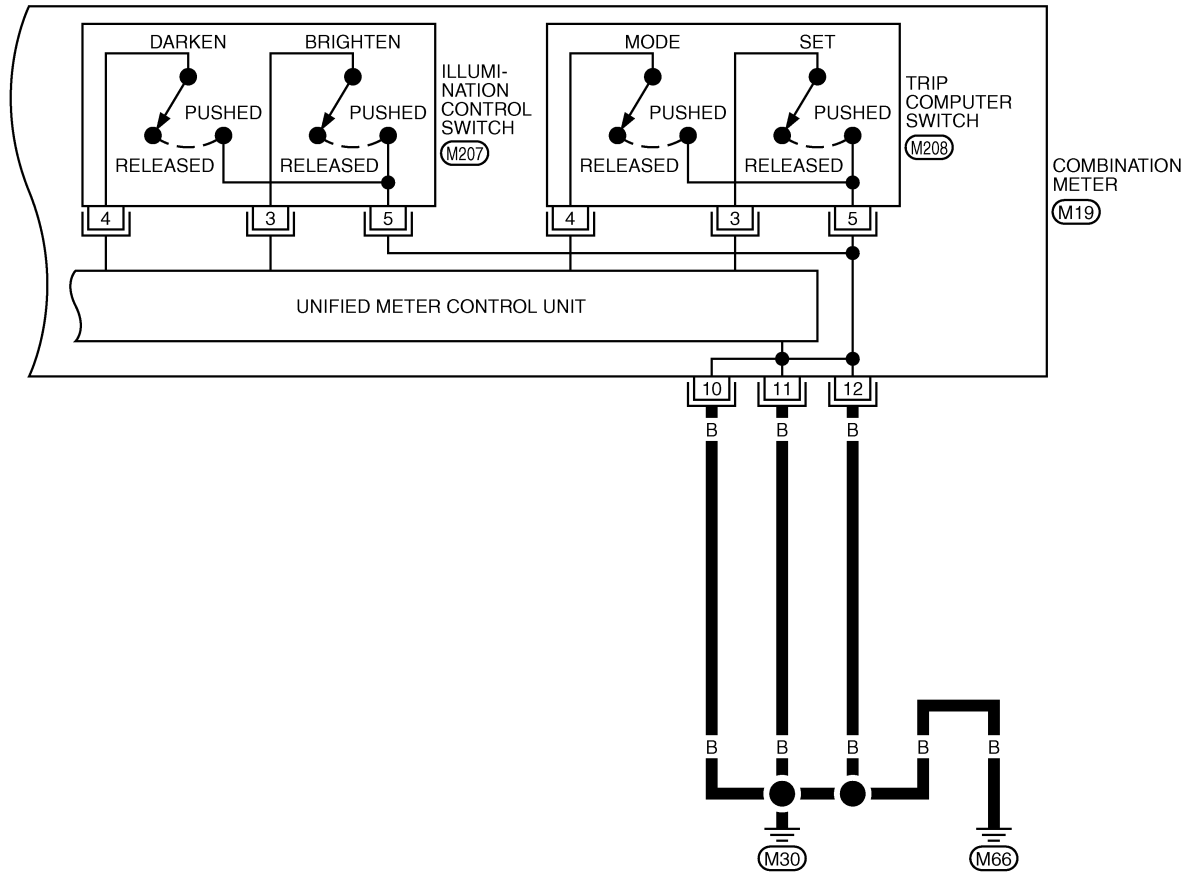 DARKEN
BRIGHTEN
PUSHED
PUSHED
RELEASED
RELEASED
ILLUMI-
NATION
CONTROL
SWITCH
M207
MODE
SET
PUSHED
PUSHED
RELEASED
RELEASED
TRIP
COMPUTER
SWITCH
M208
COMBINATION
METER
M19
4
3
5
4
3
5
UNIFIED METER CONTROL UNIT
10
11
12
B
B
B
B
B
B
B
B
M30
M66